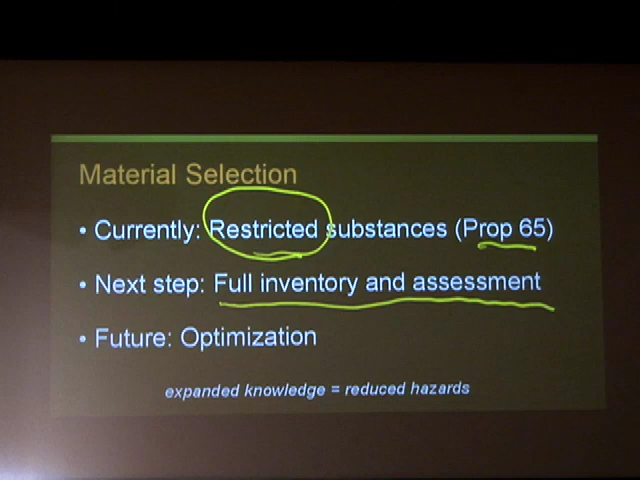 Material Selection
• Currently: Restricted substances (Prop 65)
• Next step: Full inventory and assessment
• Future: Optimization
expanded knowledge = reduced hazards